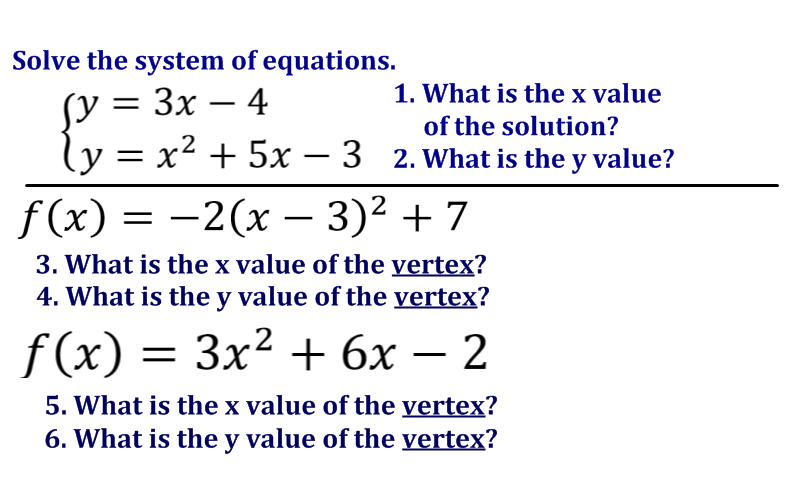 Solve the system of equations.
y = 3x − 4
y = x² + 5x − 3
1. What is the x value
of the solution?
2. What is the y value?
f(x) = −2(x − 3)² + 7
3. What is the x value of the vertex?
4. What is the y value of the vertex?
f(x) = 3x² + 6x − 2
5. What is the x value of the vertex?
6. What is the y value of the vertex?